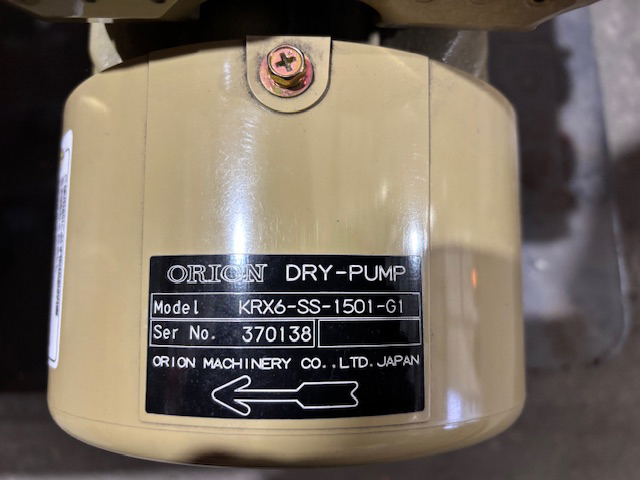 ORION DRY-PUMP
Model KRX6-SS-1501-G1
Ser No. 370138
ORION MACHINERY CO.,LTD.JAPAN